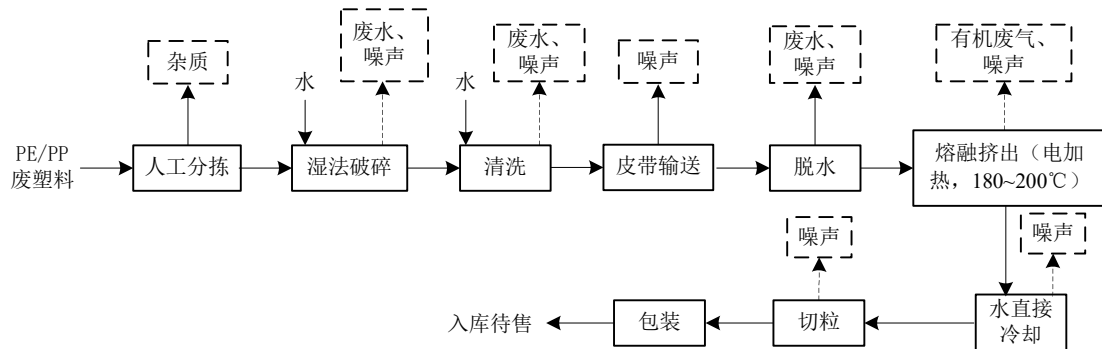 杂质
废水、
噪声
废水、
噪声
噪声
废水、
噪声
有机废气、
噪声
水
水
PE/PP
废塑料
人工分拣
湿法破碎
清洗
皮带输送
脱水
熔融挤出（电加
热，180~200℃）
噪声
噪声
入库待售
包装
切粒
水直接
冷却